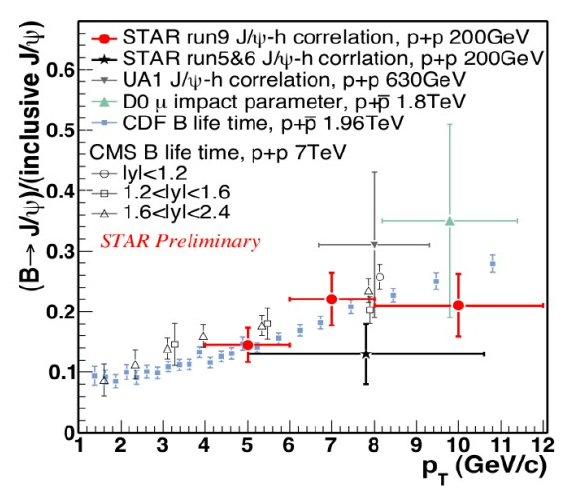 STAR run9 J/ψ-h correlation, p+p 200GeV
STAR run5&6 J/ψ-h corrlation, p+p 200GeV
UA1 J/ψ-h correlation, p+p 630GeV
D0 μ impact parameter, p+p̅ 1.8TeV
CDF B life time, p+p̅ 1.96TeV
CMS B life time, p+p 7TeV
|y|<1.2
1.2<|y|<1.6
1.6<|y|<2.4
STAR Preliminary
(B→ J/ψ)/(inclusive J/ψ)
0.6
0.5
0.4
0.3
0.2
0.1
0
1 2 3 4 5 6 7 8 9 10 11 12
p_T (GeV/c)